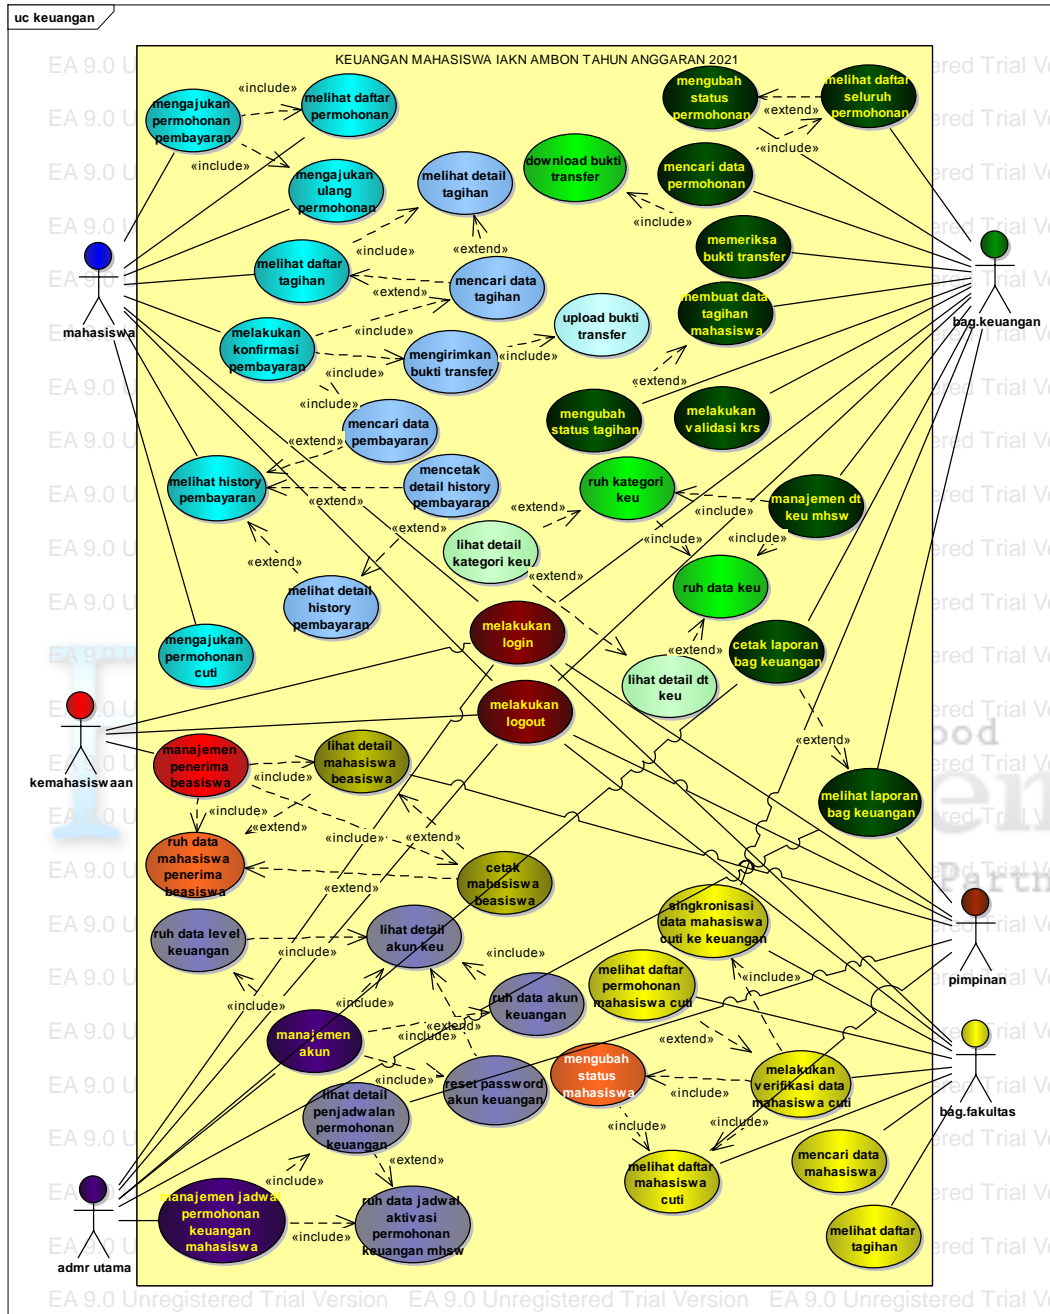 uc keuangan
KEUANGAN MAHASISWA IAKN AMBON TAHUN ANGGARAN 2021
mengajukan
permohonan
pembayaran
«include»
melihat daftar
permohonan
«include»
mengajukan
ulang
permohonan
melihat detail
tagihan
download bukti
transfer
mengubah
status
permohonan
melihat daftar
seluruh
permohonan
«extend»
mencari data
permohonan
«include»
«include»
memeriksa
bukti transfer
mahasiswa
melihat daftar
tagihan
«include»
«extend»
mencari data
tagihan
«extend»
membuat data
tagihan
mahasiswa
bag.keuangan
melakukan
konfirmasi
pembayaran
«include»
mengirimkan
bukti transfer
«include»
upload bukti
transfer
«include»
«include»
«extend»
mengubah
status tagihan
melakukan
validasi krs
mencari data
pembayaran
«extend»
melihat history
pembayaran
mencetak
detail history
pembayaran
«extend»
«extend»
ruh kategori
keu
manajemen dt
keu mhsw
«extend»
«include»
«include»
«include»
lihat detail
kategori keu
«extend»
ruh data keu
«extend»
melihat detail
history
pembayaran
mengajukan
permohonan
cuti
melakukan
login
cetak laporan
bag keuangan
«extend»
lihat detail dt
keu
melakukan
logout
«extend»
kemahasiswaan
manajemen
penerima
beasiswa
«include»
lihat detail
mahasiswa
beasiswa
«include»
«extend»
«include»
«extend»
melihat laporan
bag keuangan
ruh data
mahasiswa
penerima
beasiswa
«extend»
cetak
mahasiswa
beasiswa
ruh data level
keuangan
«include»
lihat detail
akun keu
«include»
singkronisasi
data mahasiswa
cuti ke keuangan
«include»
melihat daftar
permohonan
mahasiswa cuti
pimpinan
«include»
«include»
ruh data akun
keuangan
«extend»
«include»
manajemen
akun
«include»
reset password
akun keuangan
mengubah
status
mahasiswa
«extend»
«include»
melakukan
verifikasi data
mahasiswa cuti
bag.fakultas
lihat detail
penjadwalan
permohonan
keuangan
«include»
«include»
melihat daftar
mahasiswa
cuti
mencari data
mahasiswa
«extend»
«include»
manajemen jadwal
permohonan
keuangan
mahasiswa
«include»
ruh data jadwal
aktivasi
permohonan
keuangan mhsw
melihat daftar
tagihan
admr utama
EA 9.0 Unregistered Trial Version EA 9.0 Unregistered Trial Version EA 9.0 Unregistered Trial Ve